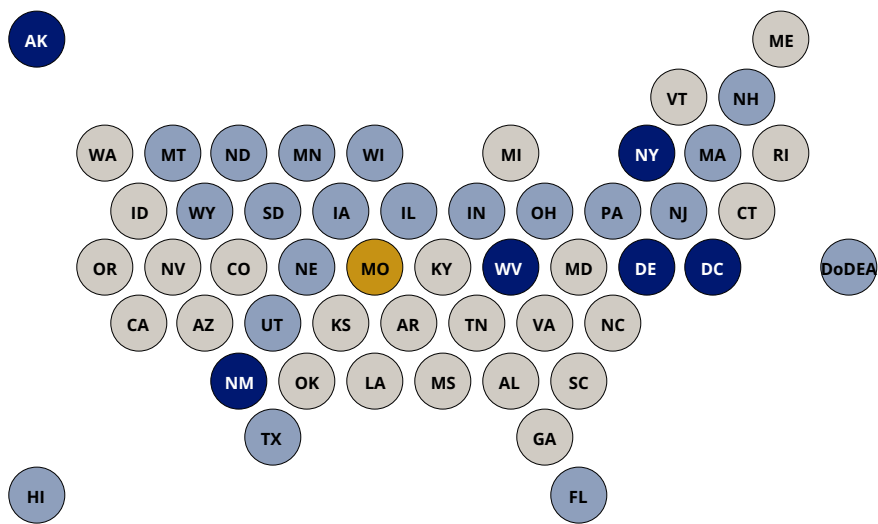 AK ME
VT NH
WA MT ND MN WI MI NY MA RI
ID WY SD IA IL IN OH PA NJ CT
OR NV CO NE MO KY WV MD DE DC DoDEA
CA AZ UT KS AR TN VA NC
NM OK LA MS AL SC
TX GA
HI FL